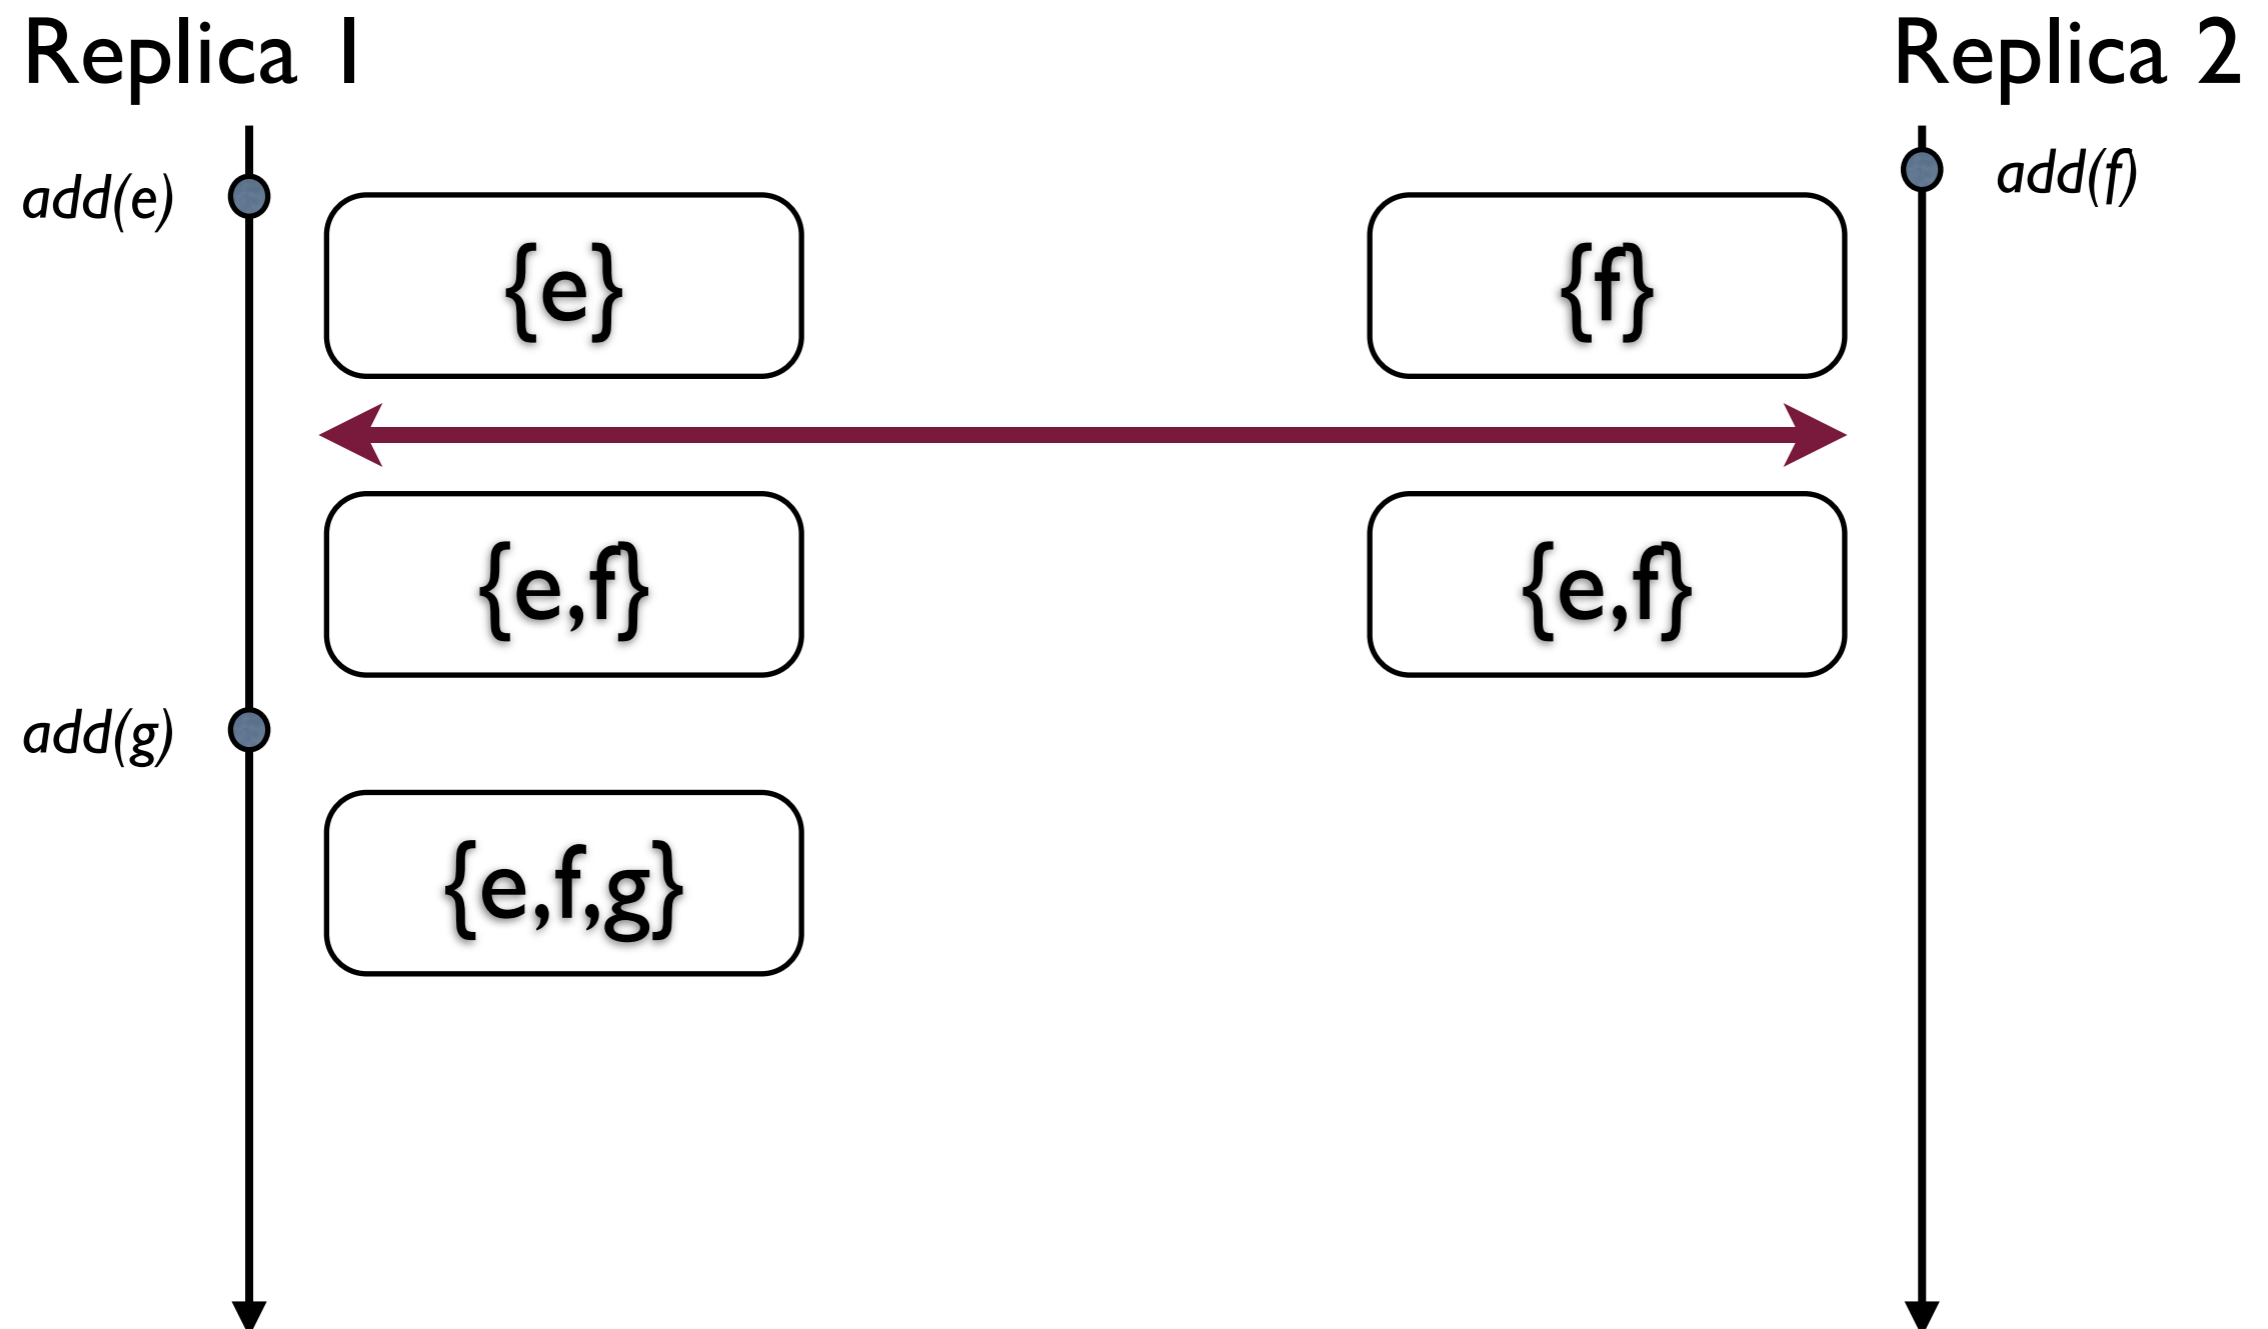 Replica 1
Replica 2
add(e)
add(f)
{e}
{f}
{e,f}
{e,f}
add(g)
{e,f,g}